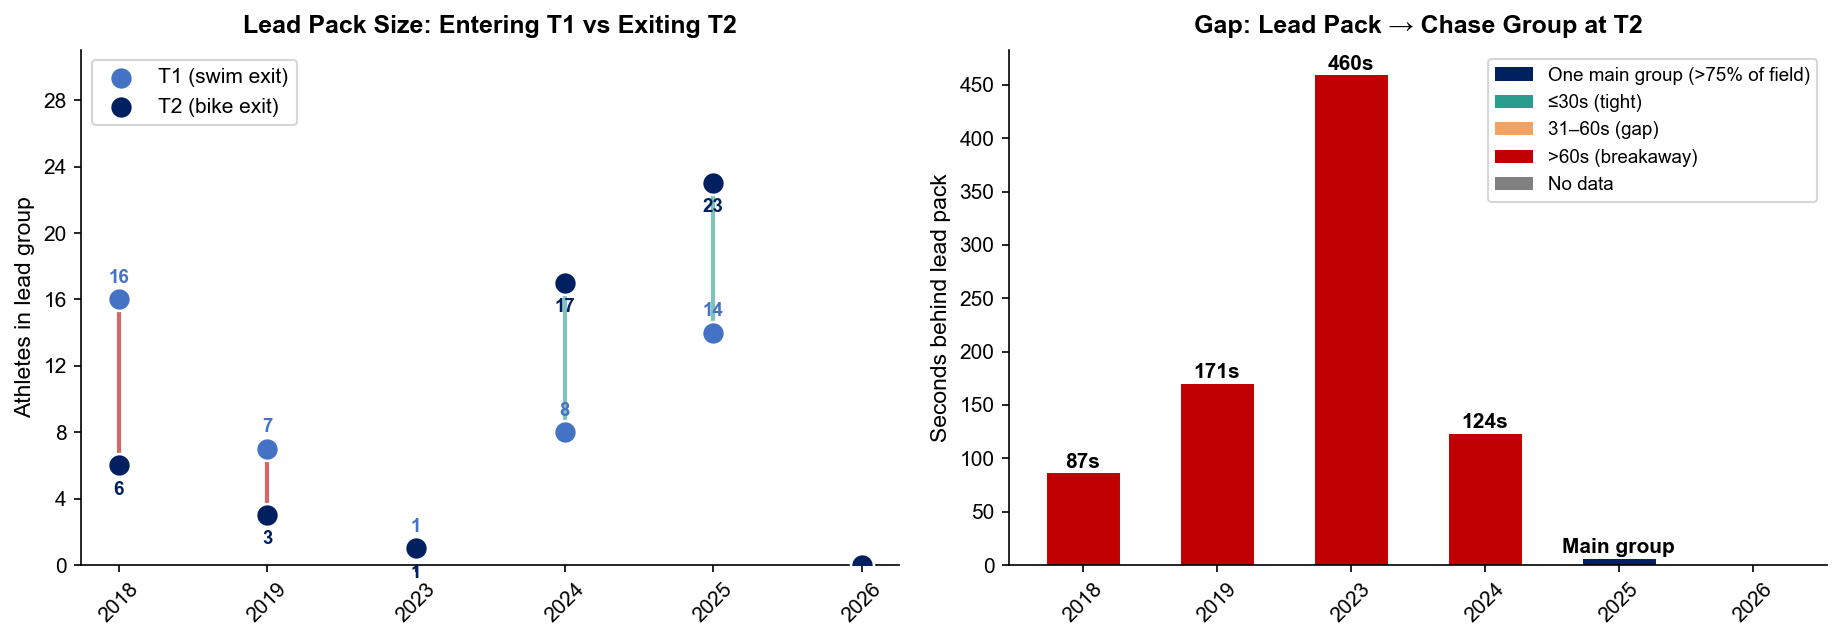 Lead Pack Size: Entering T1 vs Exiting T2
T1 (swim exit)
T2 (bike exit)
Athletes in lead group
28
24
20
16
12
8
4
0
16
6
7
3
1
1
17
8
23
14
2018
2019
2023
2024
2025
2026
Gap: Lead Pack → Chase Group at T2
One main group (>75% of field)
≤30s (tight)
31–60s (gap)
>60s (breakaway)
No data
Seconds behind lead pack
450
400
350
300
250
200
150
100
50
0
87s
171s
460s
124s
Main group
2018
2019
2023
2024
2025
2026